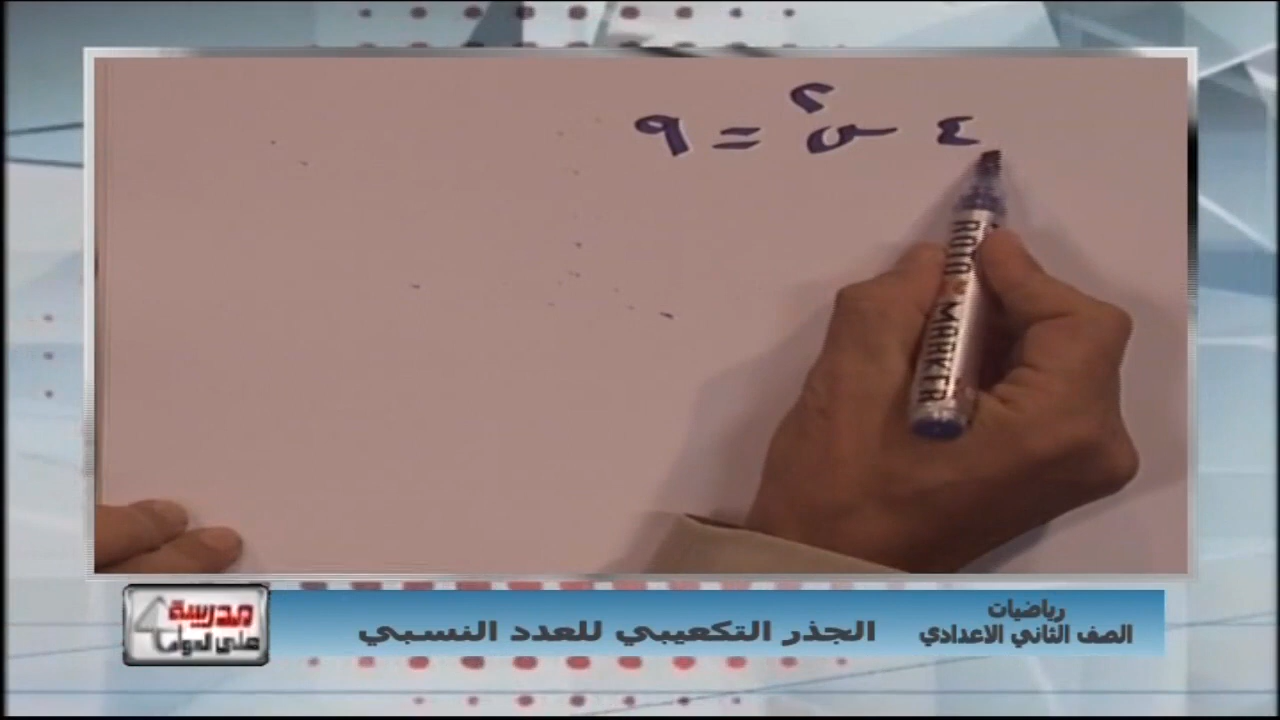 ٤ س٢ = ٩
ROTO MARKER
رياضيات
الصف الثاني الاعدادي
الجذر التكعيبي للعدد النسبي
مدرسة
على الهواء